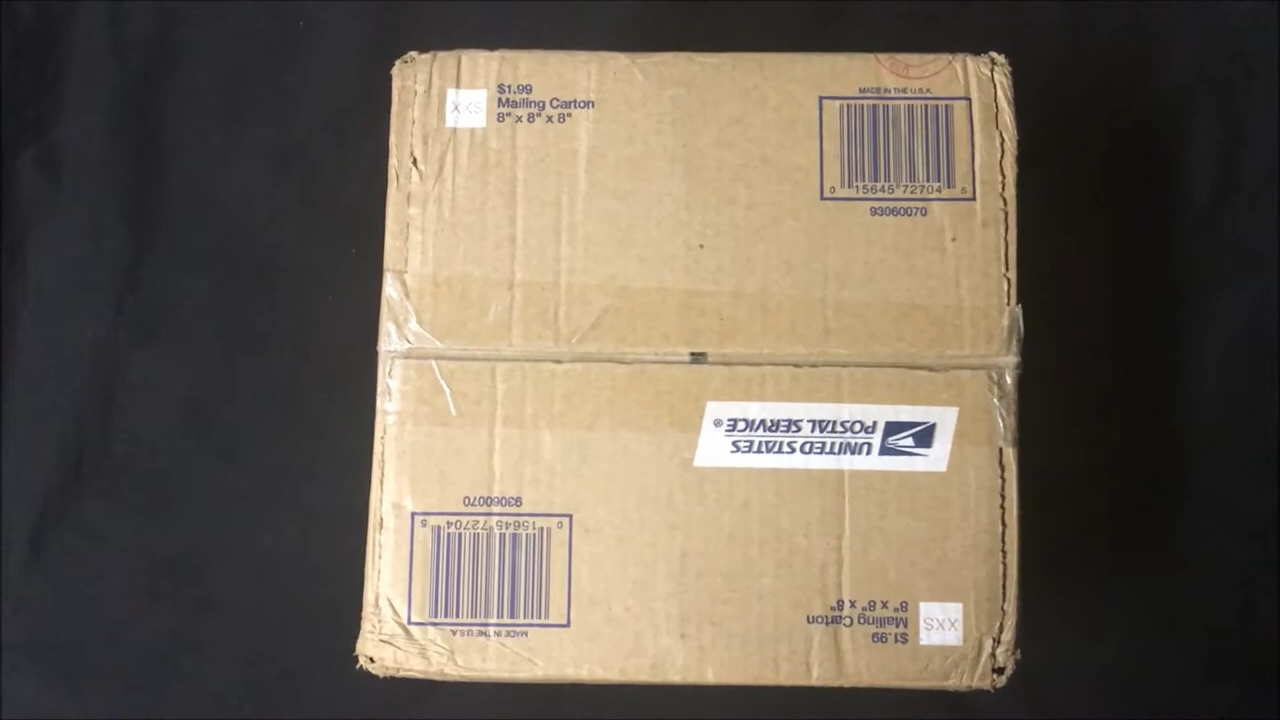 XXS
$1.99
Mailing Carton
8" x 8" x 8"
MADE IN THE U.S.A.
0 15645 72704 5
93060070
UNITED STATES
POSTAL SERVICE®
93060070
0 15645 72704 5
MADE IN THE U.S.A.
XXS
$1.99
Mailing Carton
8" x 8" x 8"